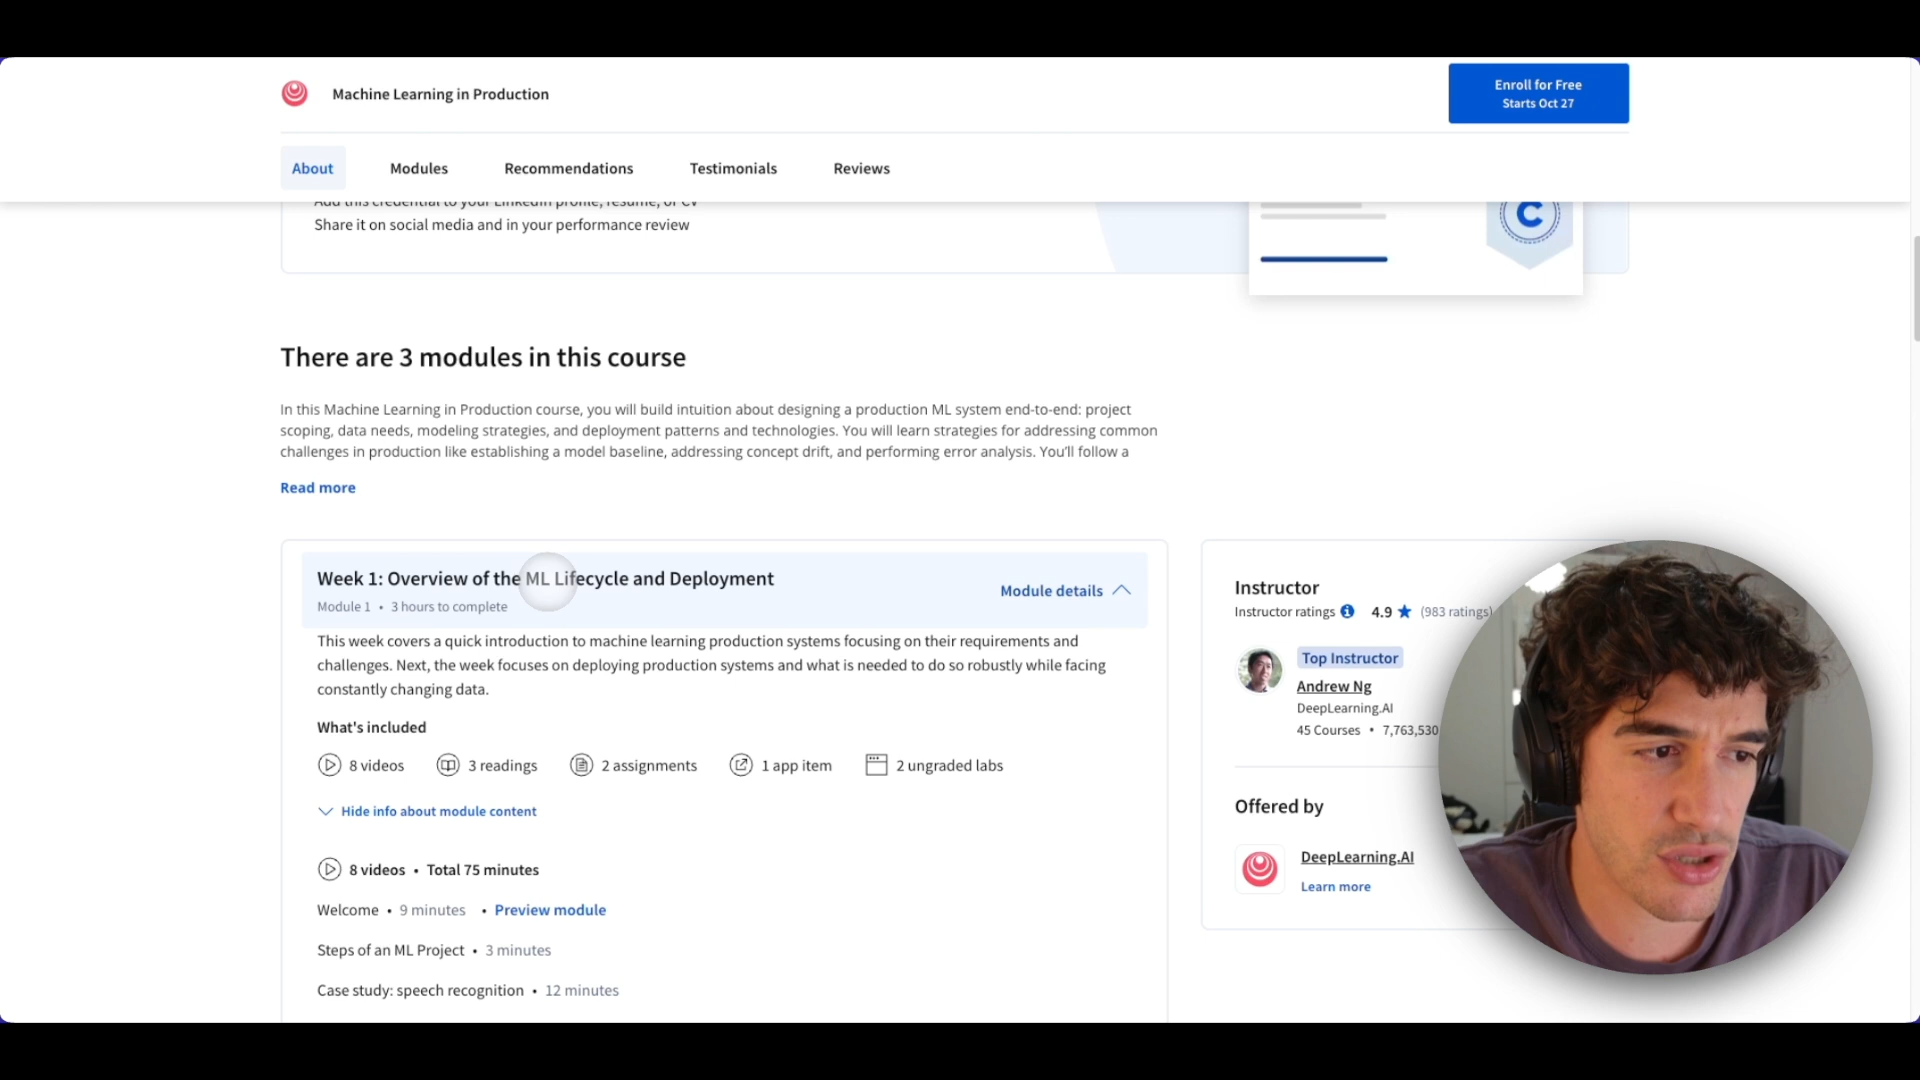 Machine Learning in Production
Enroll for Free
Starts Oct 27
About
Modules
Recommendations
Testimonials
Reviews
Add this credential to your LinkedIn profile, resume, or CV
Share it on social media and in your performance review
C
There are 3 modules in this course
In this Machine Learning in Production course, you will build intuition about designing a production ML system end-to-end: project
scoping, data needs, modeling strategies, and deployment patterns and technologies. You will learn strategies for addressing common
challenges in production like establishing a model baseline, addressing concept drift, and performing error analysis. You'll follow a
Read more
Week 1: Overview of the ML Lifecycle and Deployment
Module 1 • 3 hours to complete
Module details
This week covers a quick introduction to machine learning production systems focusing on their requirements and
challenges. Next, the week focuses on deploying production systems and what is needed to do so robustly while facing
constantly changing data.
What's included
8 videos
3 readings
2 assignments
1 app item
2 ungraded labs
Hide info about module content
8 videos • Total 75 minutes
Welcome • 9 minutes • Preview module
Steps of an ML Project • 3 minutes
Case study: speech recognition • 12 minutes
Instructor
Instructor ratings 4.9 (983 ratings)
Top Instructor
Andrew Ng
DeepLearning.AI
45 Courses • 7,763,530
Offered by
DeepLearning.AI
Learn more